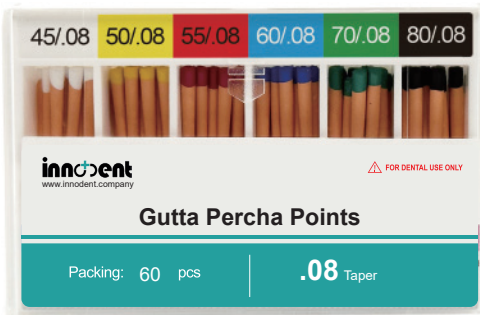 45/.08 50/.08 55/.08 60/.08 70/.08 80/.08
innodent
www.innodent.company
FOR DENTAL USE ONLY
Gutta Percha Points
Packing: 60 pcs
.08 Taper